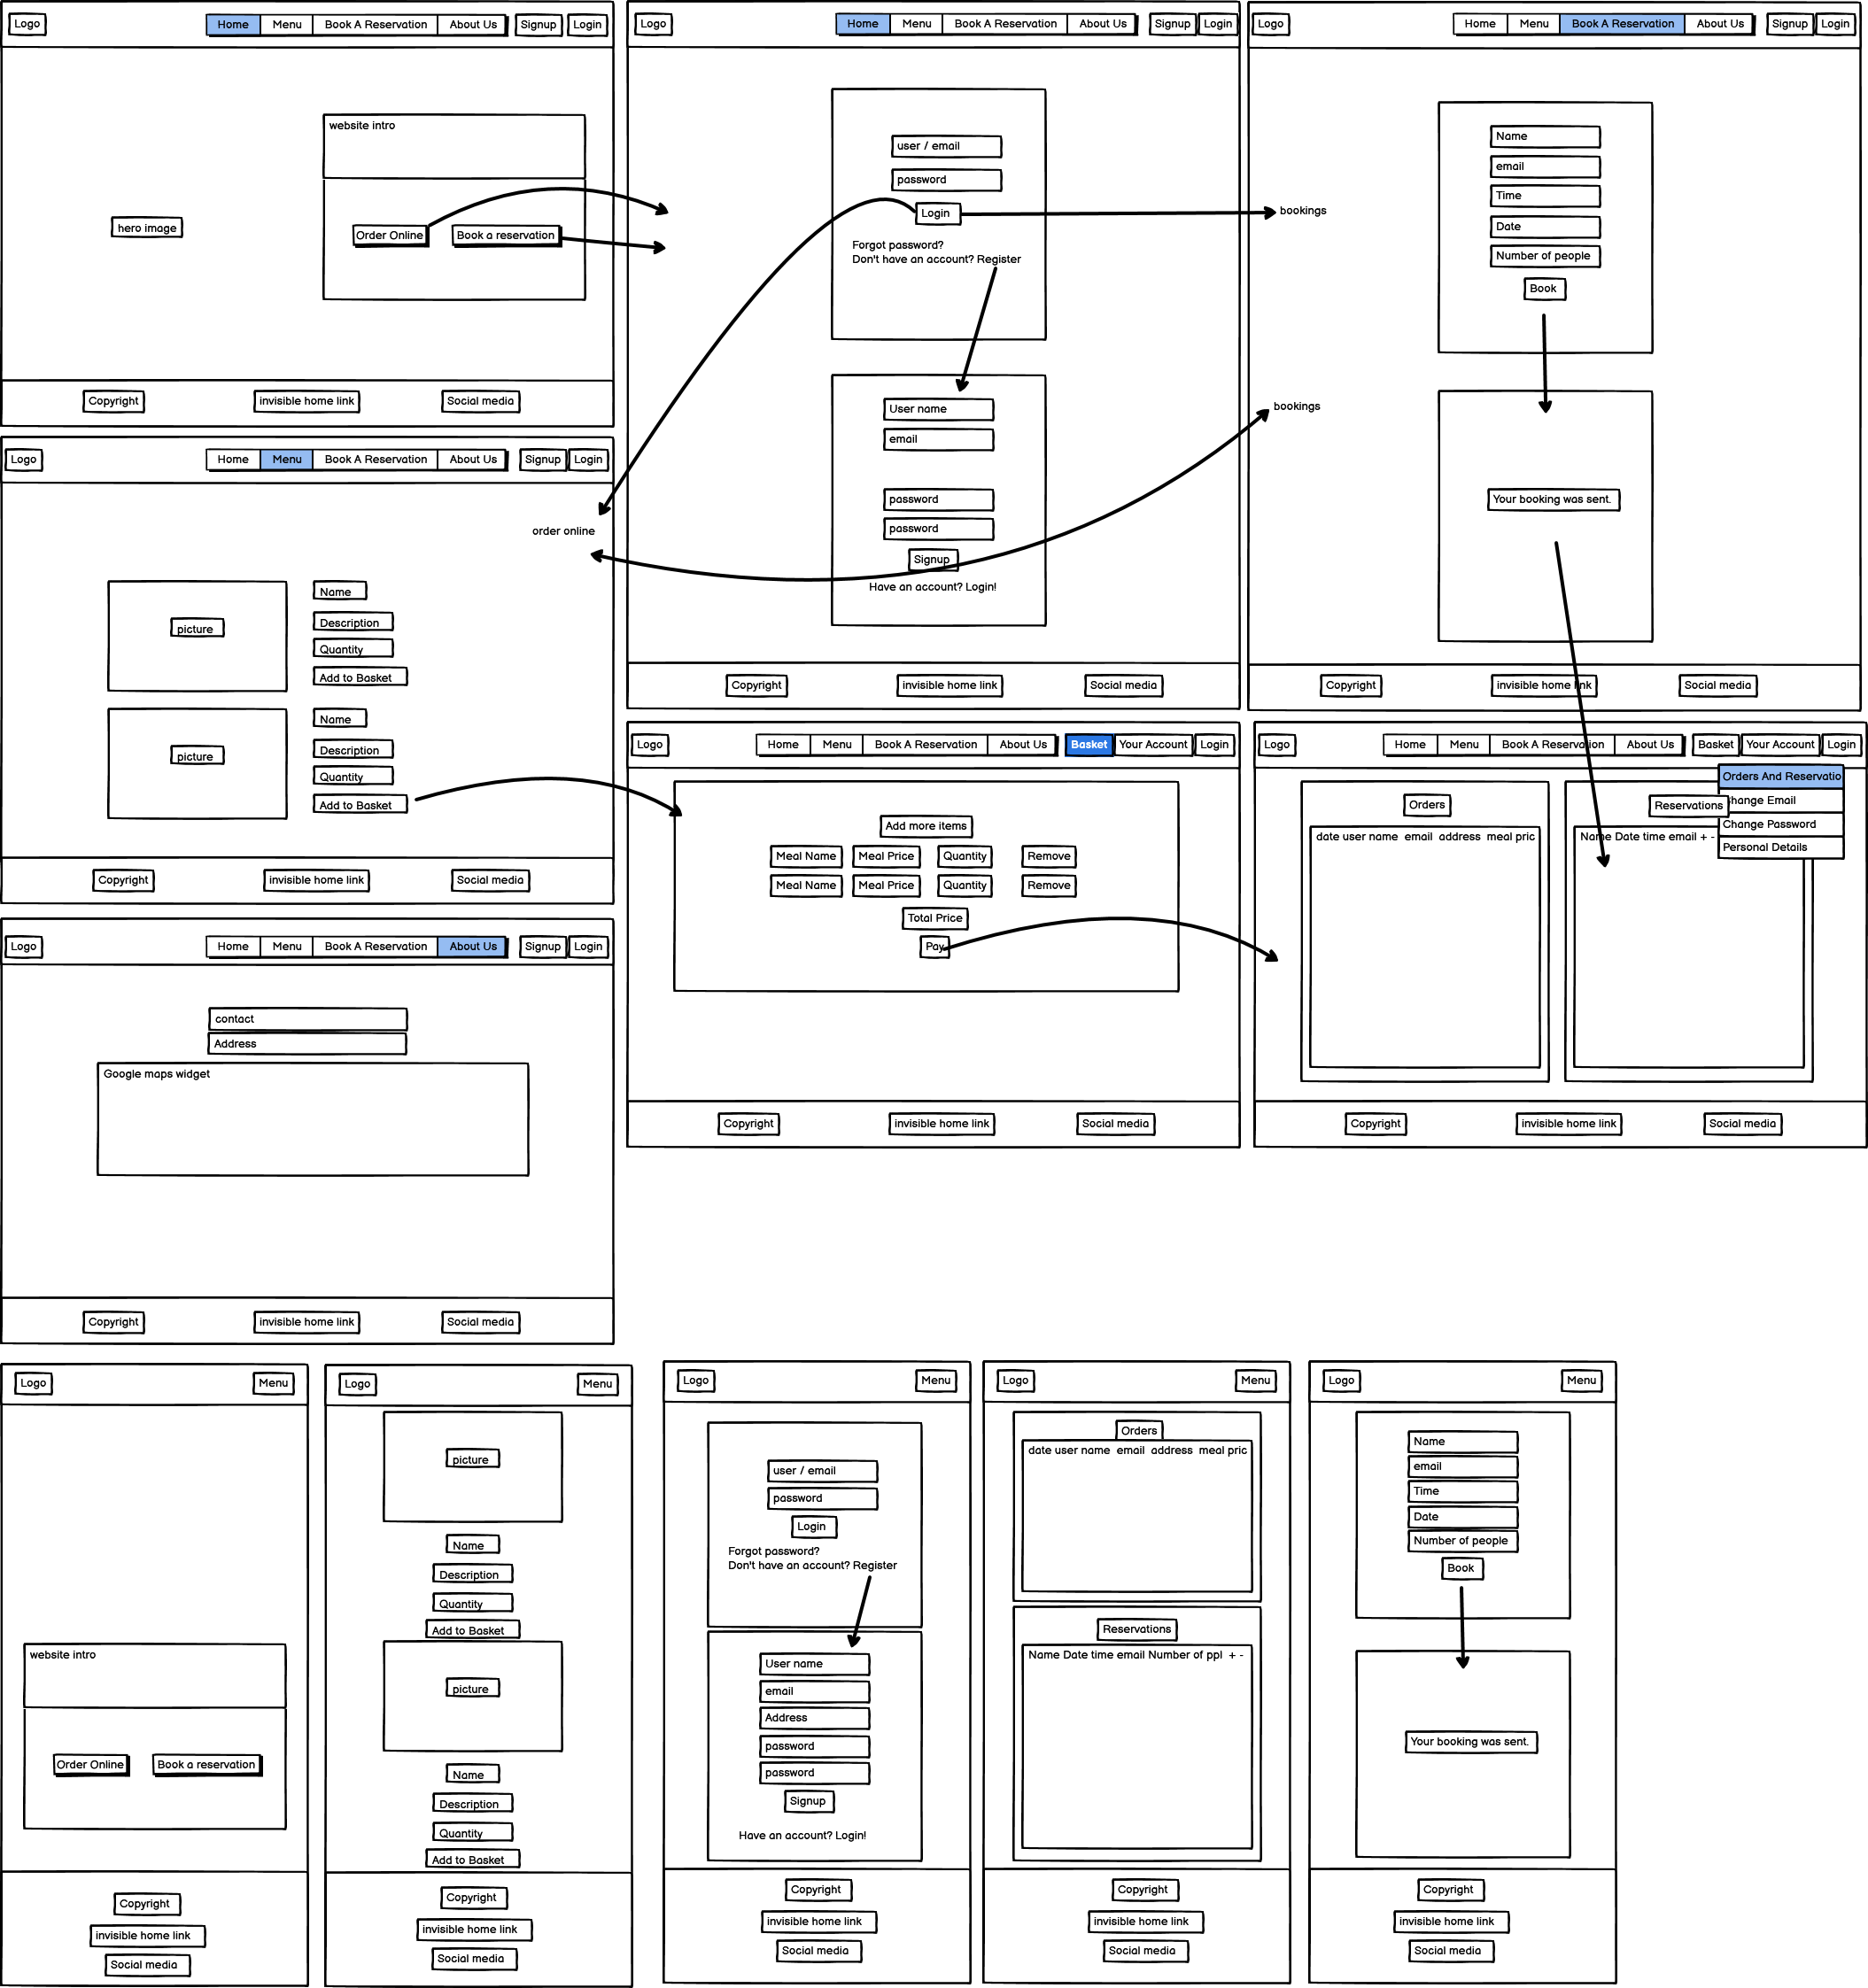 Logo
Home Menu Book A Reservation About Us Signup Login
website intro
hero image
Order Online Book a reservation
Copyright invisible home link Social media
Logo
Home Menu Book A Reservation About Us Signup Login
user / email
password
Login
Forgot password?
Don't have an account? Register
User name
email
password
password
Signup
Have an account? Login!
Copyright invisible home link Social media
Logo
Home Menu Book A Reservation About Us Signup Login
bookings
bookings
Name
email
Time
Date
Number of people
Book
Your booking was sent.
Copyright invisible home link Social media
Logo
Home Menu Book A Reservation About Us Signup Login
order online
picture
Name
Description
Quantity
Add to Basket
picture
Name
Description
Quantity
Add to Basket
Copyright invisible home link Social media
Logo
Home Menu Book A Reservation About Us Basket Your Account Login
Add more items
Meal Name Meal Price Quantity Remove
Meal Name Meal Price Quantity Remove
Total Price
Pay
Copyright invisible home link Social media
Logo
Home Menu Book A Reservation About Us Basket Your Account Login
Orders And Reservatio
Change Email
Change Password
Personal Details
Orders
date user name email address meal pric
Reservations
Name Date time email + -
Copyright invisible home link Social media
Logo
Home Menu Book A Reservation About Us Signup Login
contact
Address
Google maps widget
Copyright invisible home link Social media
Logo Menu
website intro
Order Online Book a reservation
Copyright
invisible home link
Social media
Logo Menu
picture
Name
Description
Quantity
Add to Basket
picture
Name
Description
Quantity
Add to Basket
Copyright
invisible home link
Social media
Logo Menu
user / email
password
Login
Forgot password?
Don't have an account? Register
User name
email
Address
password
password
Signup
Have an account? Login!
Copyright
invisible home link
Social media
Logo Menu
Orders
date user name email address meal pric
Reservations
Name Date time email Number of ppl + -
Copyright
invisible home link
Social media
Logo Menu
Name
email
Time
Date
Number of people
Book
Your booking was sent.
Copyright
invisible home link
Social media